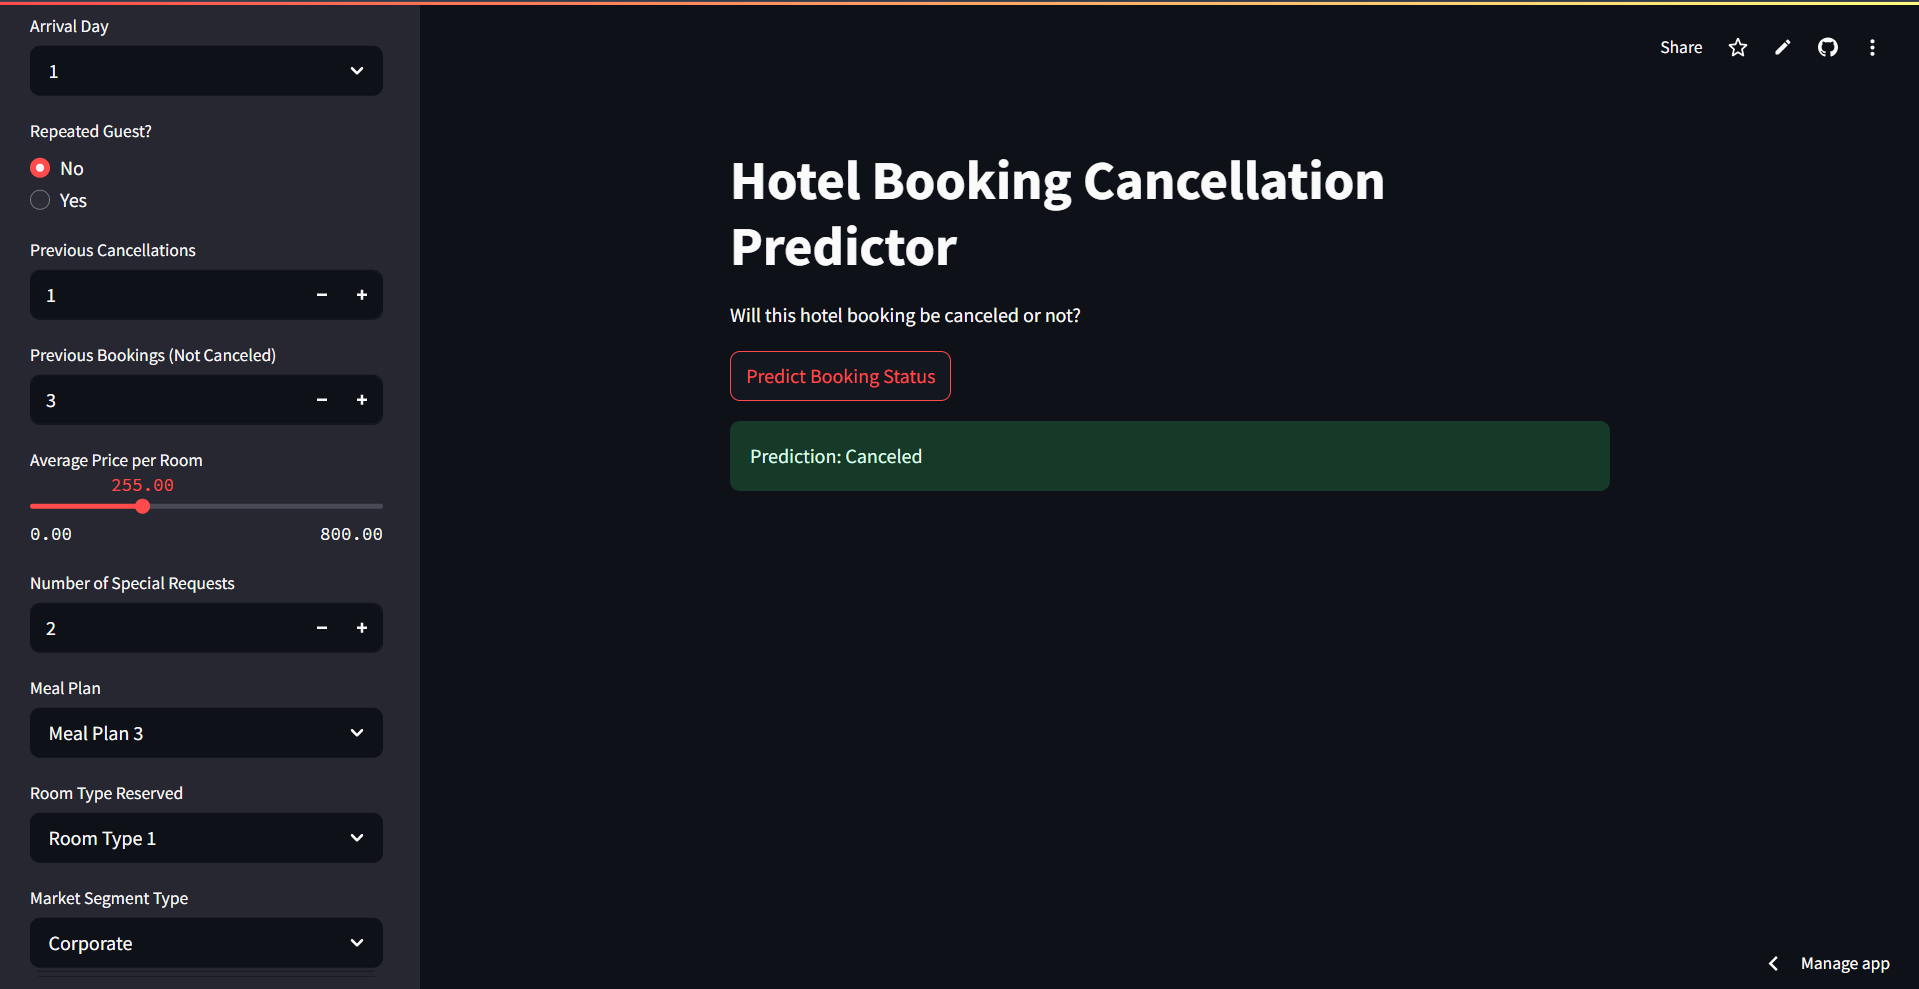 Arrival Day
1
Repeated Guest?
No
Yes
Previous Cancellations
1
Previous Bookings (Not Canceled)
3
Average Price per Room
255.00
0.00 800.00
Number of Special Requests
2
Meal Plan
Meal Plan 3
Room Type Reserved
Room Type 1
Market Segment Type
Corporate
Share
Hotel Booking Cancellation
Predictor
Will this hotel booking be canceled or not?
Predict Booking Status
Prediction: Canceled
Manage app